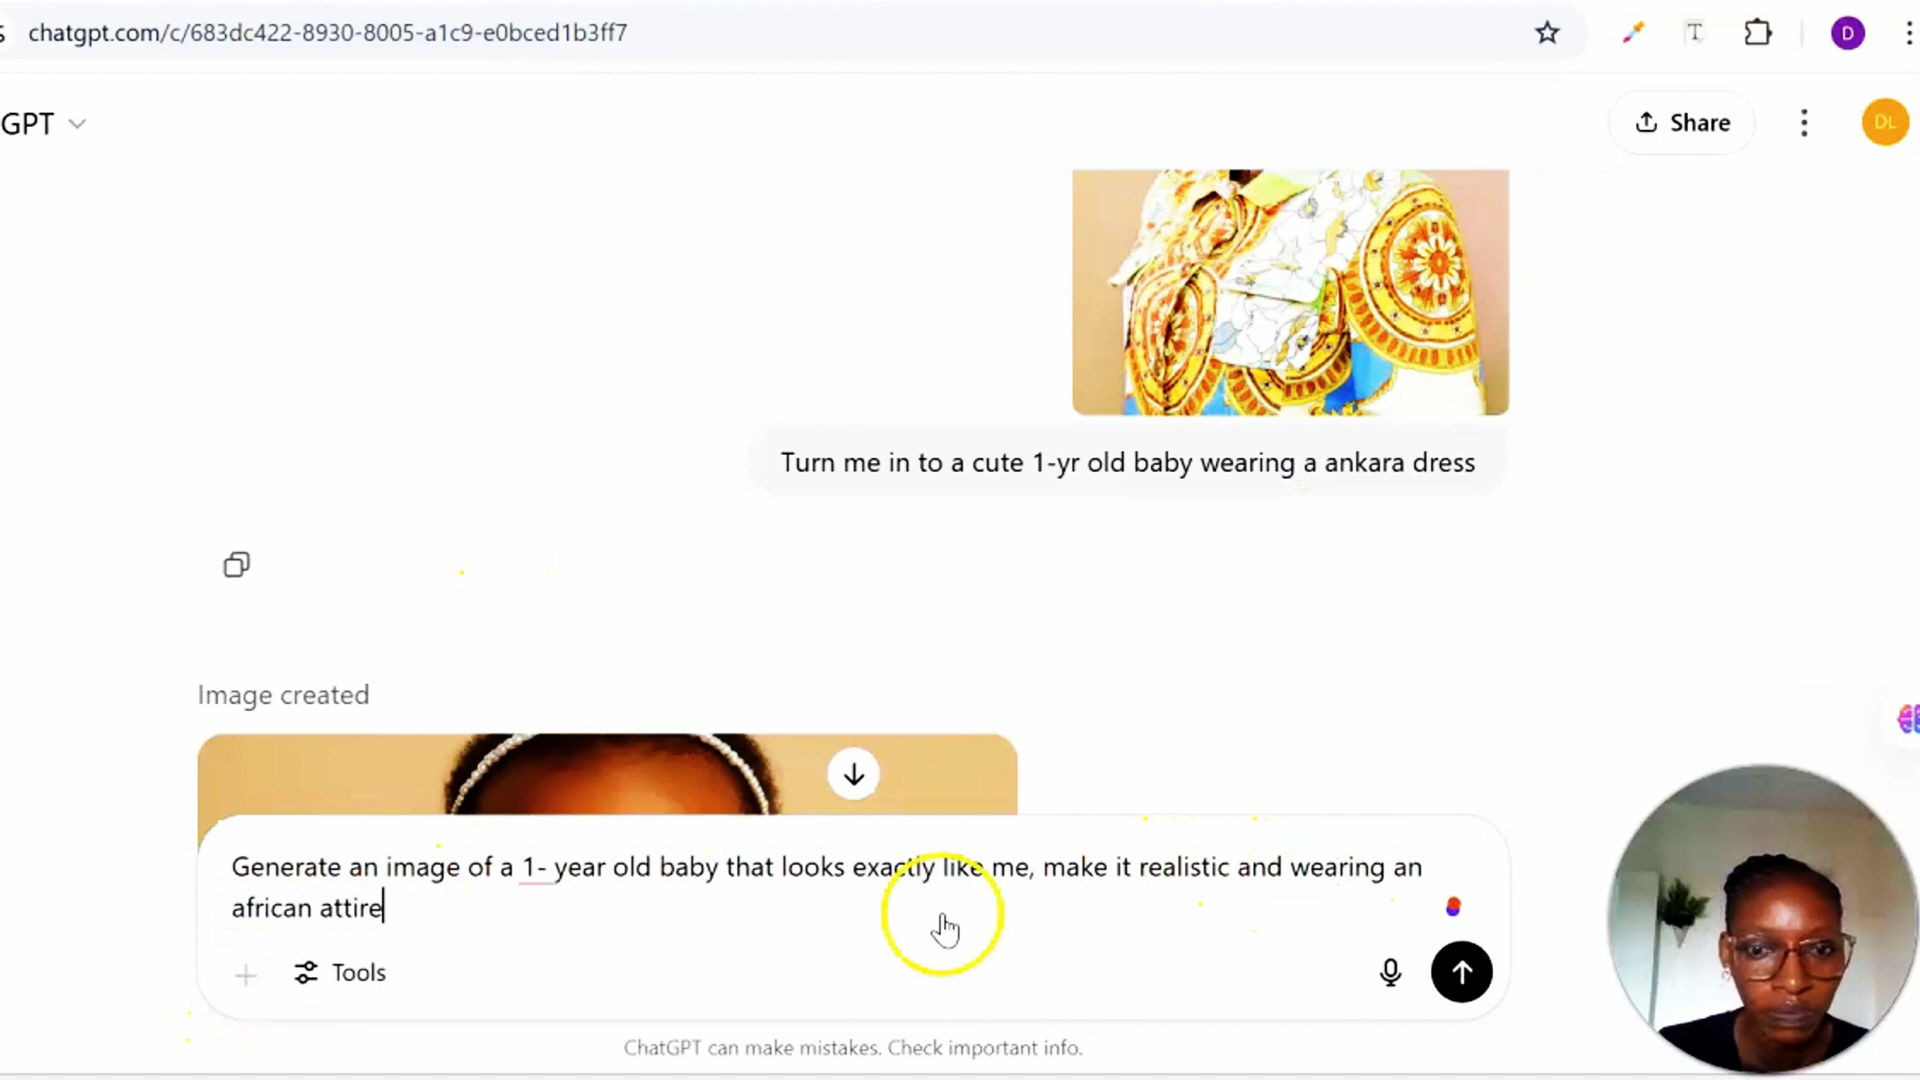 chatgpt.com/c/683dc422-8930-8005-a1c9-e0bced1b3ff7
D
GPT
Share
DL
Turn me in to a cute 1-yr old baby wearing a ankara dress
Image created
Generate an image of a 1- year old baby that looks exactly like me, make it realistic and wearing an
african attire
Tools
ChatGPT can make mistakes. Check important info.